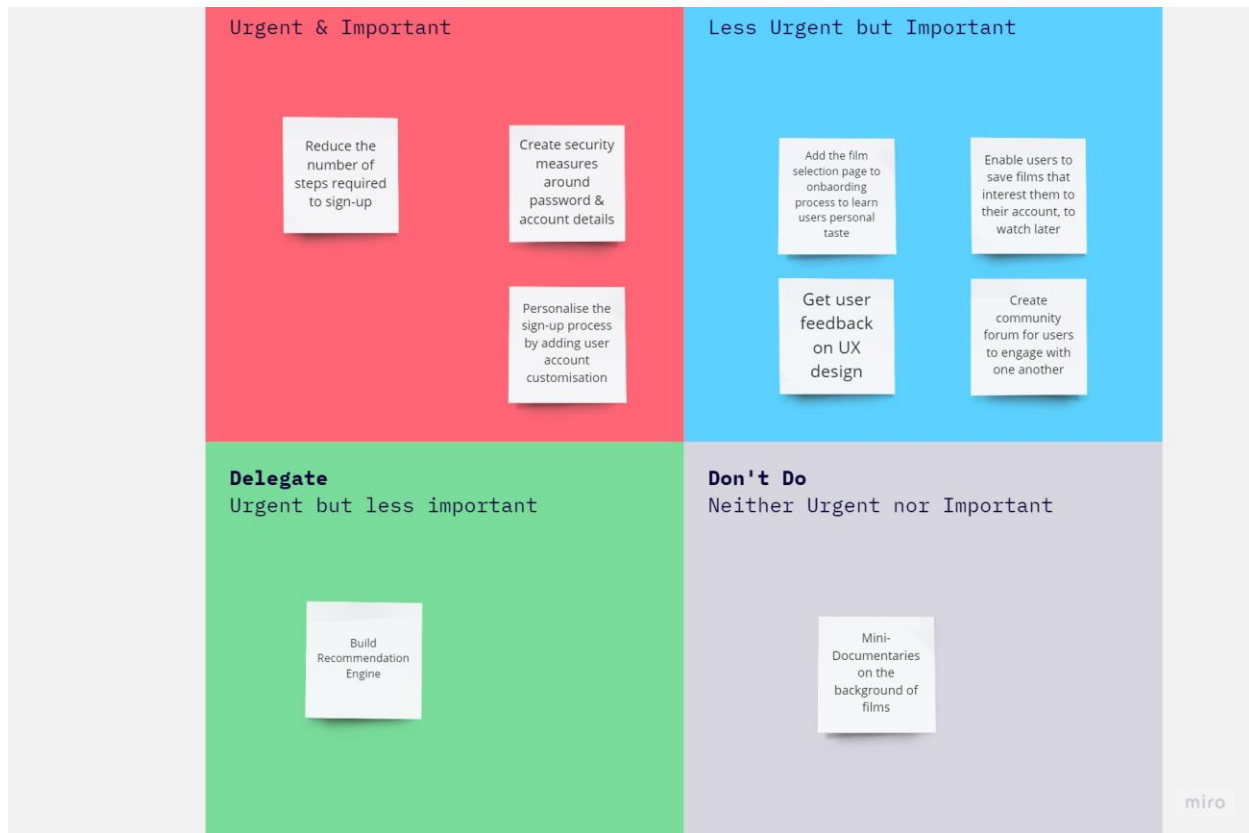 Urgent & Important
Reduce the
number of
steps required
to sign-up
Create security
measures
around
password &
account details
Personalise the
sign-up process
by adding user
account
customisation
Less Urgent but Important
Add the film
selection page to
onbaording
process to learn
users personal
taste
Enable users to
save films that
interest them to
their account, to
watch later
Get user
feedback
on UX
design
Create
community
forum for users
to engage with
one another
Delegate
Urgent but less important
Build
Recommendation
Engine
Don't Do
Neither Urgent nor Important
Mini-
Documentaries
on the
background of
films
miro